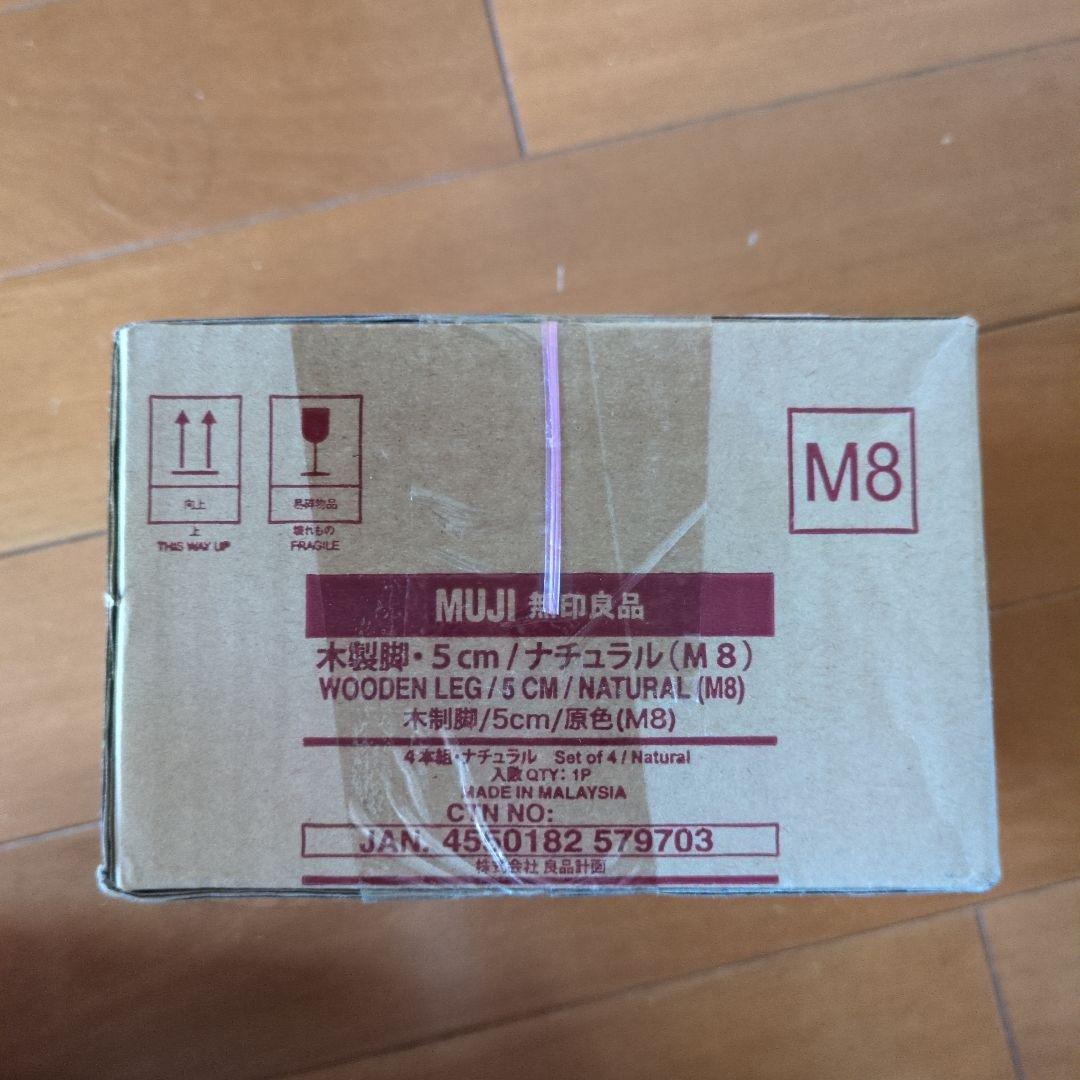 向上
上
THIS WAY UP
易碎物品
壊れもの
FRAGILE
M8
MUJI 無印良品
木製脚・5cm/ナチュラル(M8)
WOODEN LEG/5 CM/NATURAL (M8)
木制脚/5cm/原色(M8)
4本組・ナチュラル Set of 4/Natural
入数 QTY: 1P
MADE IN MALAYSIA
CTN NO:
JAN. 4550182 579703
株式会社 良品計画